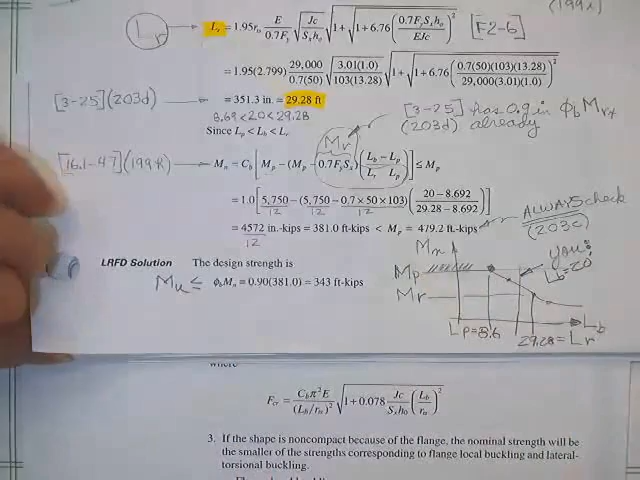 (199x)
Lr → Lr = 1.95rts E/0.7Fy √(Jc/Sxho) √(1+√(1+6.76(0.7FySxho/EJc)²)) [F2-6]
= 1.95(2.799) 29,000/0.7(50) √(3.01(1.0)/103(13.28)) √(1+√(1+6.76(0.7(50)(103)(13.28)/29,000(3.01)(1.0))²))
[3-25](203d) → = 351.3 in. = 29.28 ft
8.69<20<29.28
[3-25] has 0.9 in ϕbMrx
(203d) already
Since Lp < Lb < Lr
Mr
[16.1-47](199x) → Mn = Cb[Mp − (Mp − 0.7FySx)(Lb − Lp/Lr − Lp)] ≤ Mp
= 1.0[5,750/12 − (5,750/12 − 0.7 × 50 × 103/12)(20 − 8.692/29.28 − 8.692)]
ALWAYS check
(203c)
= 4572/12 in.-kips = 381.0 ft-kips < Mp = 479.2 ft-kips
LRFD Solution The design strength is
Mu ≤ ϕbMn = 0.90(381.0) = 343 ft-kips
Mn
you:
Lb=20'
Mp
Mr
Lb
Lp=8.6
29.28=Lr
where
Fcr = Cbπ²E/(Lb/rts)² √(1+0.078 Jc/Sxho (Lb/rts)²)
3. If the shape is noncompact because of the flange, the nominal strength will be
the smaller of the strengths corresponding to flange local buckling and lateral-
torsional buckling.